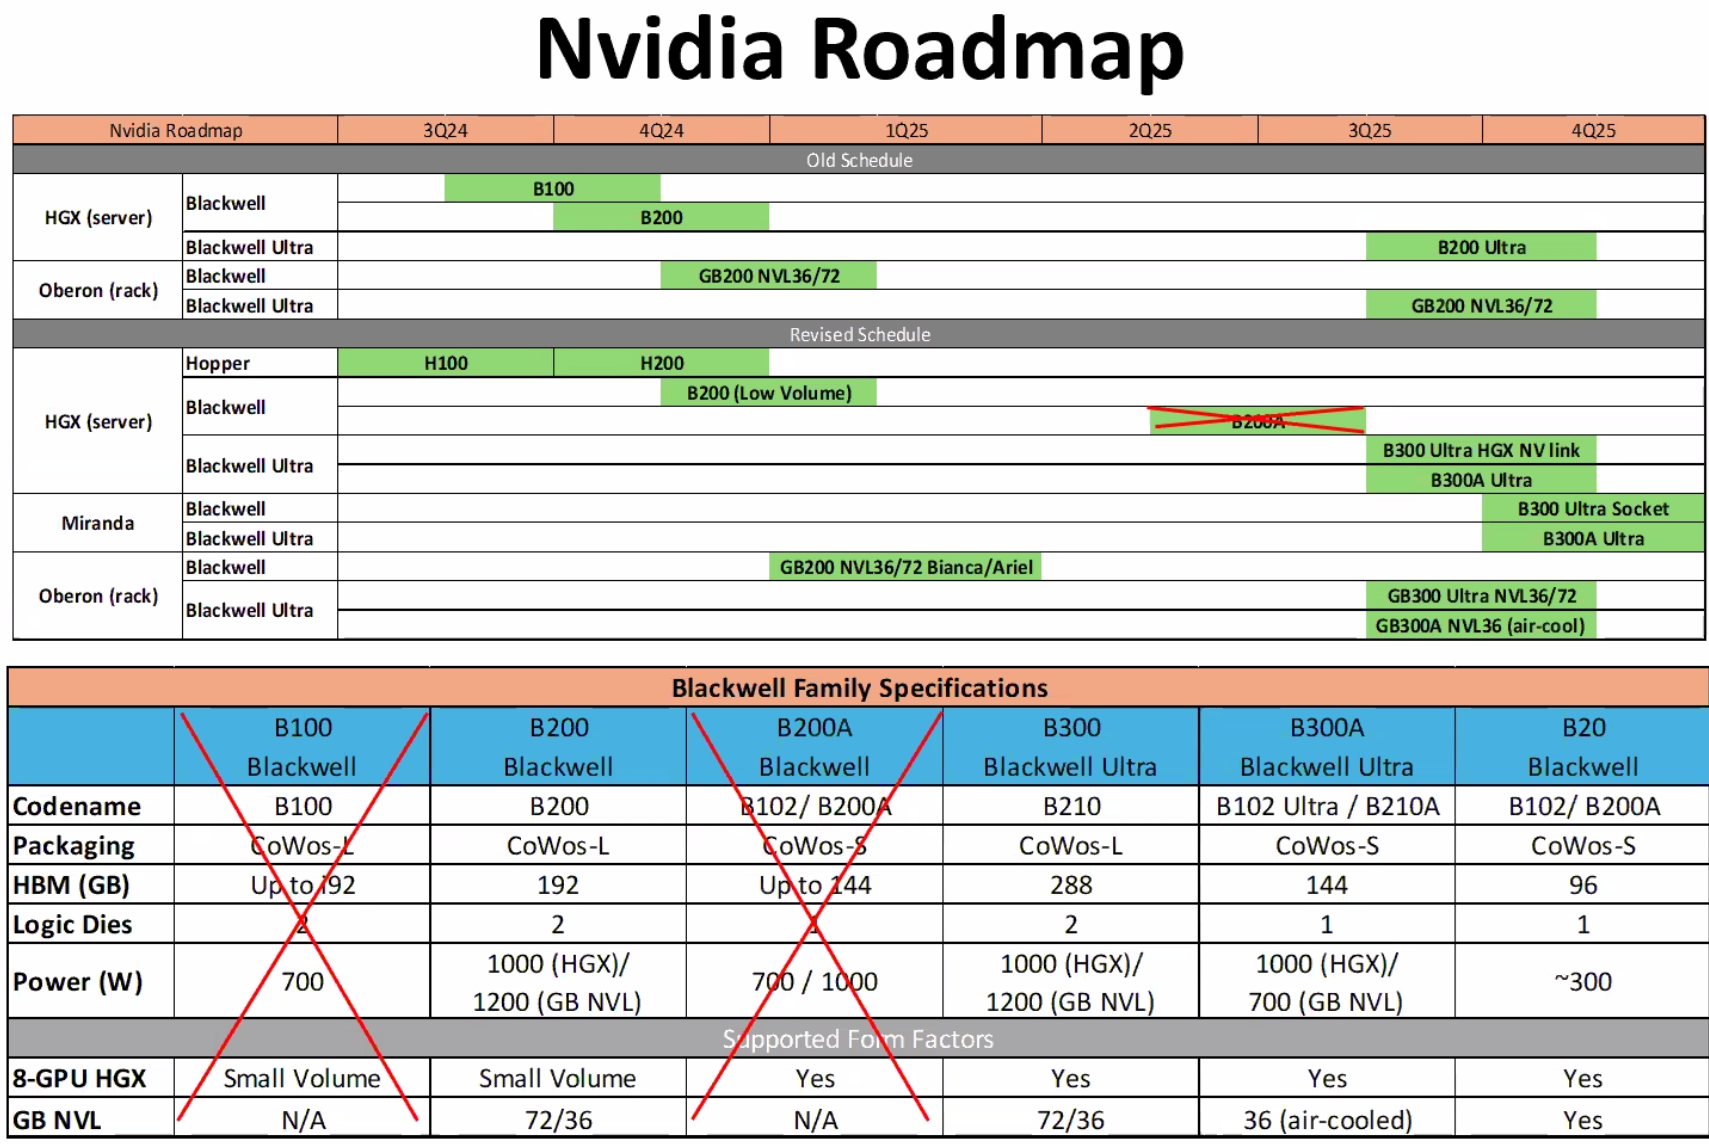 Nvidia Roadmap
Nvidia Roadmap 3Q24 4Q24 1Q25 2Q25 3Q25 4Q25
Old Schedule
HGX (server)
Blackwell
B100
B200
Blackwell Ultra B200 Ultra
Oberon (rack)
Blackwell GB200 NVL36/72
Blackwell Ultra GB200 NVL36/72
Revised Schedule
HGX (server)
Hopper H100 H200
Blackwell
B200 (Low Volume)
B200A
Blackwell Ultra
B300 Ultra HGX NV link
B300A Ultra
Miranda
Blackwell B300 Ultra Socket
Blackwell Ultra B300A Ultra
Oberon (rack)
Blackwell GB200 NVL36/72 Bianca/Ariel
Blackwell Ultra
GB300 Ultra NVL36/72
GB300A NVL36 (air-cool)
Blackwell Family Specifications
B100 B200 B200A B300 B300A B20
Blackwell Blackwell Blackwell Blackwell Ultra Blackwell Ultra Blackwell
Codename B100 B200 B102/ B200A B210 B102 Ultra / B210A B102/ B200A
Packaging CoWos-L CoWos-L CoWos-S CoWos-L CoWos-S CoWos-S
HBM (GB) Up to 192 192 Up to 144 288 144 96
Logic Dies 2 2 1 2 1 1
Power (W) 700 1000 (HGX)/ 1200 (GB NVL) 700 / 1000 1000 (HGX)/ 1200 (GB NVL) 1000 (HGX)/ 700 (GB NVL) ~300
Supported Form Factors
8-GPU HGX Small Volume Small Volume Yes Yes Yes Yes
GB NVL N/A 72/36 N/A 72/36 36 (air-cooled) Yes